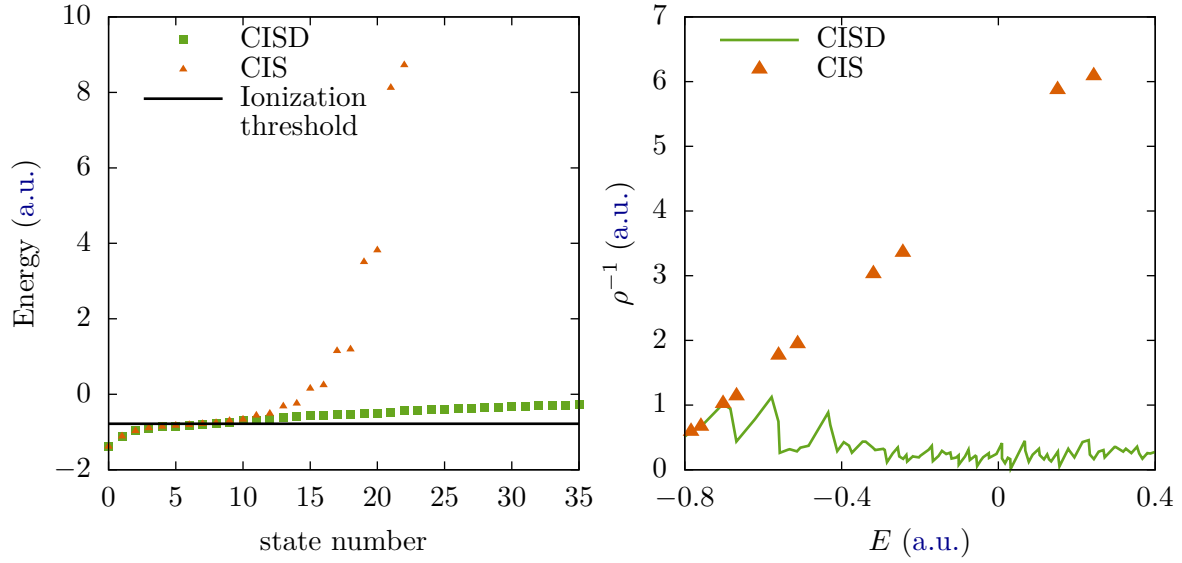 10
8
6
4
2
0
−2
Energy (a.u.)
CISD
CIS
Ionization
threshold
0
5
10
15
20
25
30
35
state number
7
6
5
4
3
2
1
0
ρ⁻¹ (a.u.)
CISD
CIS
−0.8
−0.4
0
0.4
E (a.u.)